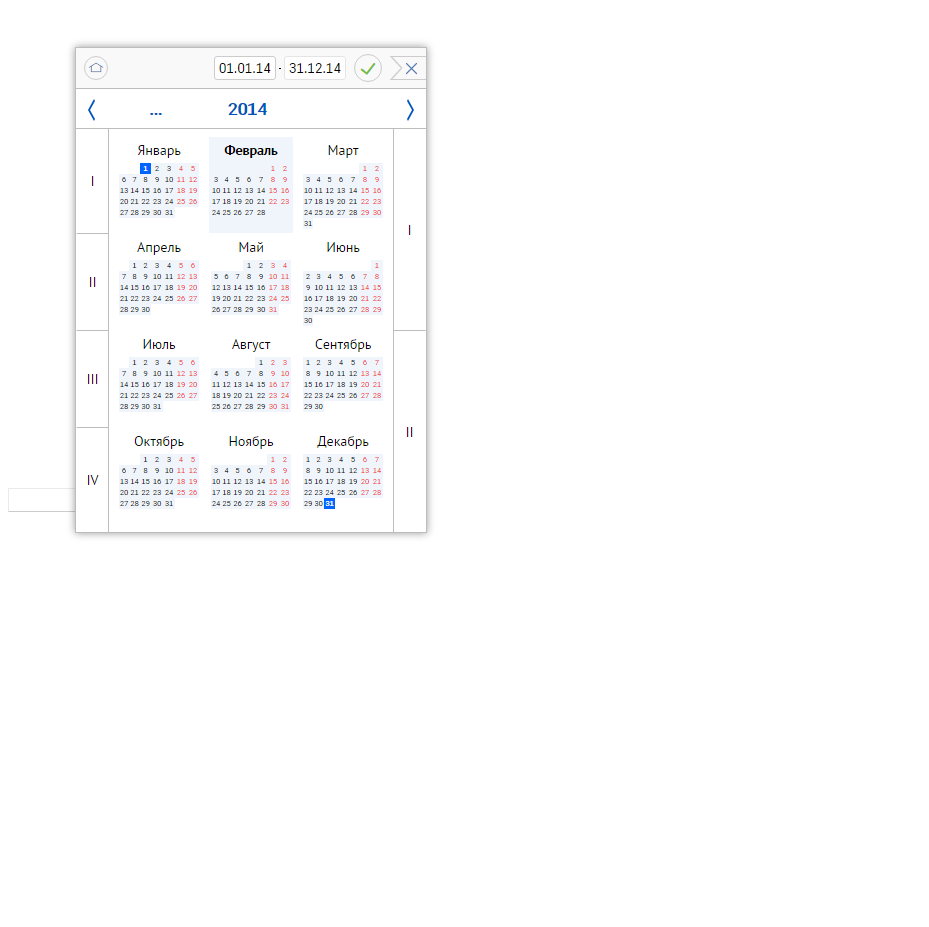 01.01.14 - 31.12.14
... 2014
Январь Февраль Март
1 2 3 4 5 1 2 1 2
I 6 7 8 9 10 11 12 3 4 5 6 7 8 9 3 4 5 6 7 8 9
13 14 15 16 17 18 19 10 11 12 13 14 15 16 10 11 12 13 14 15 16
20 21 22 23 24 25 26 17 18 19 20 21 22 23 17 18 19 20 21 22 23
27 28 29 30 31 24 25 26 27 28 24 25 26 27 28 29 30
31 I
Апрель Май Июнь
1 2 3 4 5 6 1 2 3 4 1
II 7 8 9 10 11 12 13 5 6 7 8 9 10 11 2 3 4 5 6 7 8
14 15 16 17 18 19 20 12 13 14 15 16 17 18 9 10 11 12 13 14 15
21 22 23 24 25 26 27 19 20 21 22 23 24 25 16 17 18 19 20 21 22
28 29 30 26 27 28 29 30 31 23 24 25 26 27 28 29
30
Июль Август Сентябрь
1 2 3 4 5 6 1 2 3 1 2 3 4 5 6 7
III 7 8 9 10 11 12 13 4 5 6 7 8 9 10 8 9 10 11 12 13 14
14 15 16 17 18 19 20 11 12 13 14 15 16 17 15 16 17 18 19 20 21
21 22 23 24 25 26 27 18 19 20 21 22 23 24 22 23 24 25 26 27 28
28 29 30 31 25 26 27 28 29 30 31 29 30
II
Октябрь Ноябрь Декабрь
1 2 3 4 5 1 2 1 2 3 4 5 6 7
6 7 8 9 10 11 12 3 4 5 6 7 8 9 8 9 10 11 12 13 14
IV 13 14 15 16 17 18 19 10 11 12 13 14 15 16 15 16 17 18 19 20 21
20 21 22 23 24 25 26 17 18 19 20 21 22 23 22 23 24 25 26 27 28
27 28 29 30 31 24 25 26 27 28 29 30 29 30 31